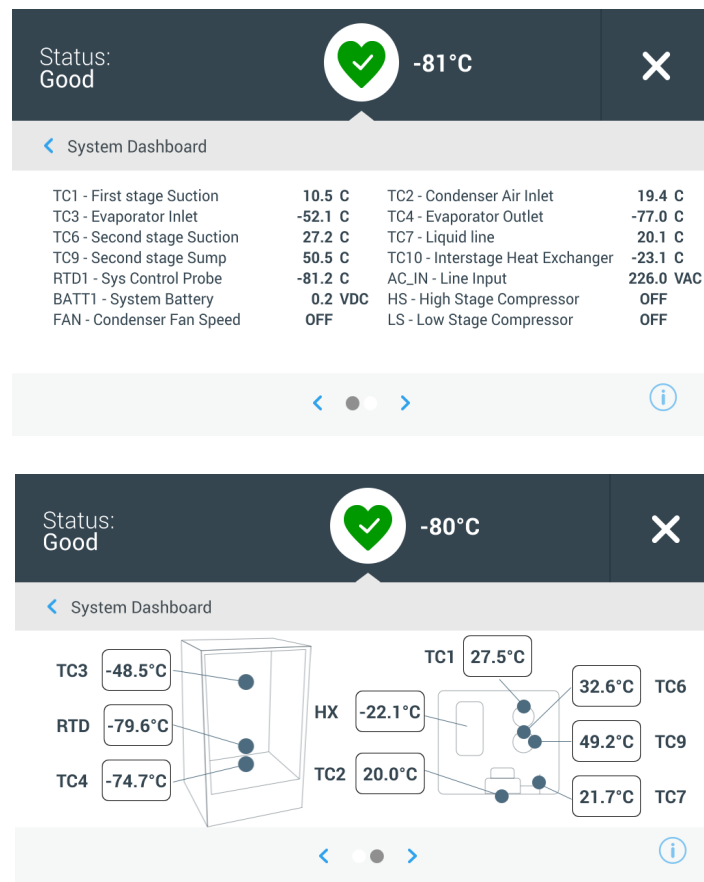 Status:
Good
-81°C
System Dashboard
TC1 - First stage Suction 10.5 C TC2 - Condenser Air Inlet 19.4 C
TC3 - Evaporator Inlet -52.1 C TC4 - Evaporator Outlet -77.0 C
TC6 - Second stage Suction 27.2 C TC7 - Liquid line 20.1 C
TC9 - Second stage Sump 50.5 C TC10 - Interstage Heat Exchanger -23.1 C
RTD1 - Sys Control Probe -81.2 C AC_IN - Line Input 226.0 VAC
BATT1 - System Battery 0.2 VDC HS - High Stage Compressor OFF
FAN - Condenser Fan Speed OFF LS - Low Stage Compressor OFF
Status:
Good
-80°C
System Dashboard
TC3 -48.5°C
RTD -79.6°C
TC4 -74.7°C
TC1 27.5°C
HX -22.1°C
TC2 20.0°C
32.6°C TC6
49.2°C TC9
21.7°C TC7